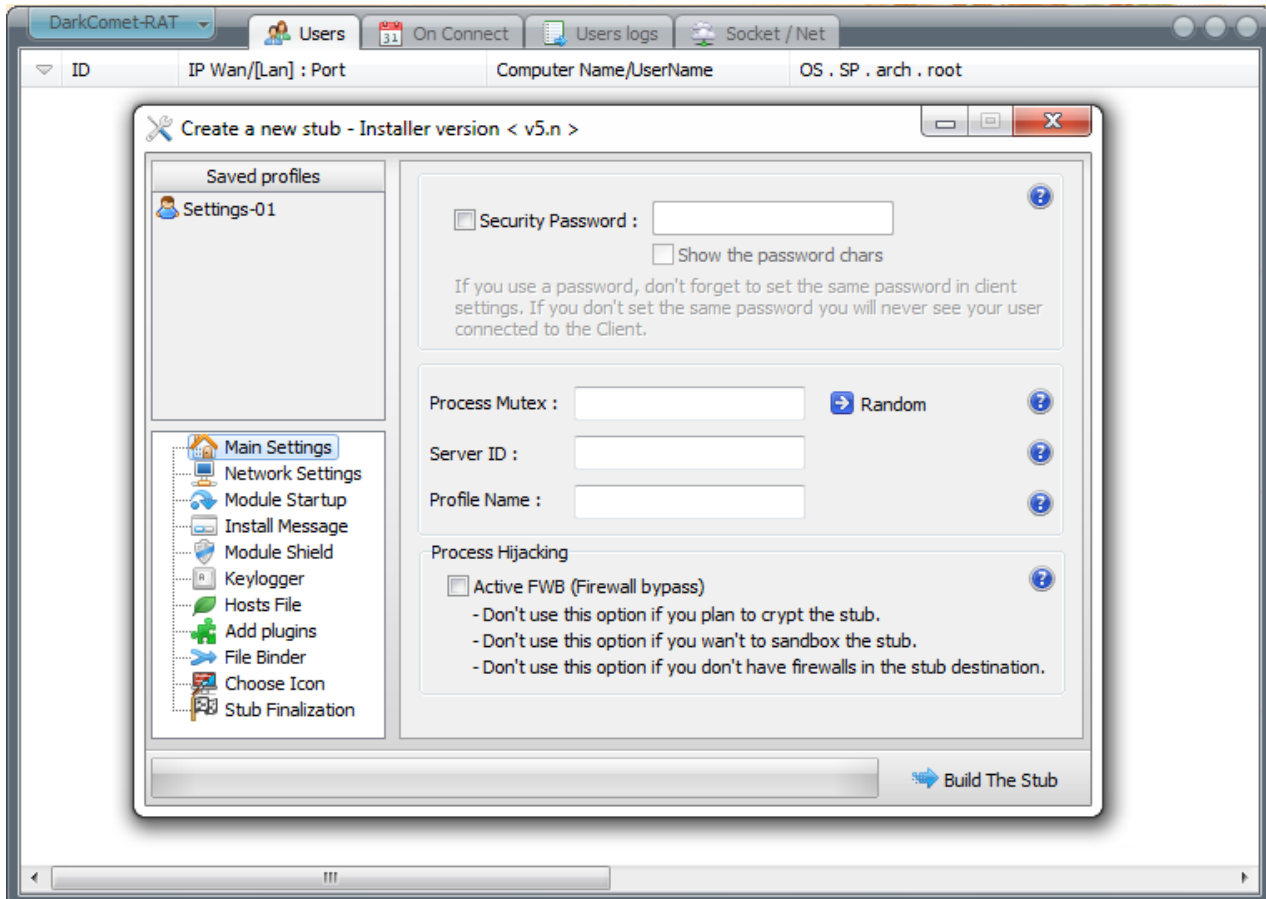 DarkComet-RAT
Users
31
On Connect
Users logs
Socket / Net
ID
IP Wan/[Lan] : Port
Computer Name/UserName
OS . SP . arch . root
Create a new stub - Installer version < v5.n >
Saved profiles
Settings-01
Main Settings
Network Settings
Module Startup
Install Message
Module Shield
Keylogger
Hosts File
Add plugins
File Binder
Choose Icon
Stub Finalization
Security Password :
Show the password chars
If you use a password, don't forget to set the same password in client
settings. If you don't set the same password you will never see your user
connected to the Client.
Process Mutex :
Random
Server ID :
Profile Name :
Process Hijacking
Active FWB (Firewall bypass)
- Don't use this option if you plan to crypt the stub.
- Don't use this option if you wan't to sandbox the stub.
- Don't use this option if you don't have firewalls in the stub destination.
Build The Stub